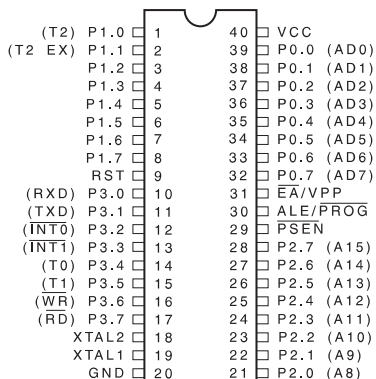 (T2) P1.0 1 40 VCC
(T2 EX) P1.1 2 39 P0.0 (AD0)
P1.2 3 38 P0.1 (AD1)
P1.3 4 37 P0.2 (AD2)
P1.4 5 36 P0.3 (AD3)
P1.5 6 35 P0.4 (AD4)
P1.6 7 34 P0.5 (AD5)
P1.7 8 33 P0.6 (AD6)
RST 9 32 P0.7 (AD7)
(RXD) P3.0 10 31 E̅A̅/VPP
(TXD) P3.1 11 30 ALE/P̅R̅O̅G̅
(I̅N̅T̅0̅) P3.2 12 29 P̅S̅E̅N̅
(I̅N̅T̅1̅) P3.3 13 28 P2.7 (A15)
(T0) P3.4 14 27 P2.6 (A14)
(T1) P3.5 15 26 P2.5 (A13)
(W̅R̅) P3.6 16 25 P2.4 (A12)
(R̅D̅) P3.7 17 24 P2.3 (A11)
XTAL2 18 23 P2.2 (A10)
XTAL1 19 22 P2.1 (A9)
GND 20 21 P2.0 (A8)